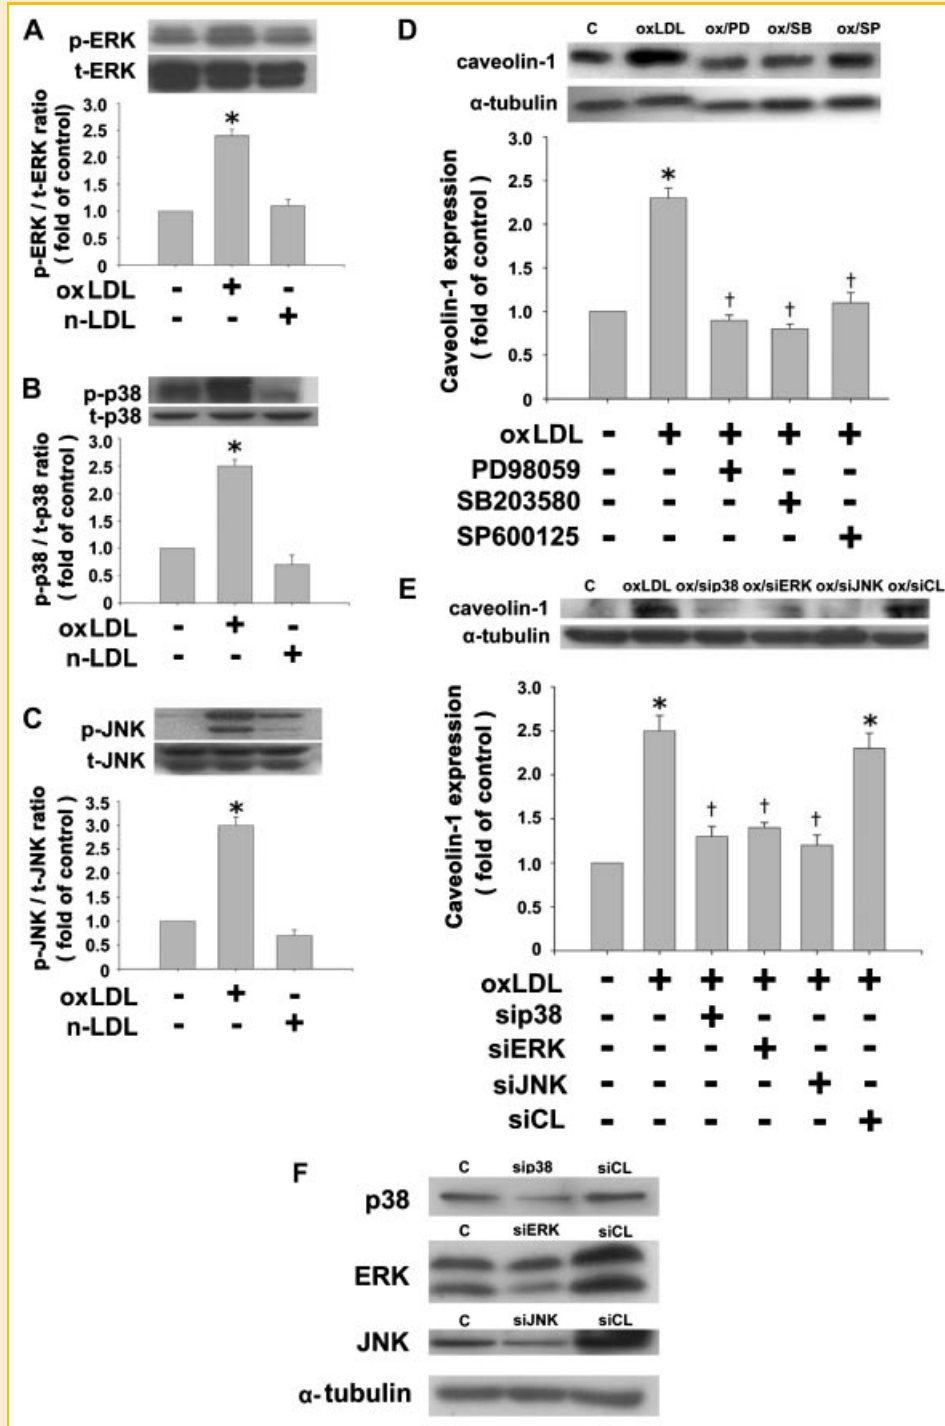 A
p-ERK
t-ERK
p-ERK / t-ERK ratio
( fold of control )
3.0
2.5
2.0
1.5
1.0
0.5
0
*
oxLDL - + -
n-LDL - - +
B
p-p38
t-p38
p-p38 / t-p38 ratio
( fold of control )
3.0
2.5
2.0
1.5
1.0
0.5
0
*
oxLDL - + -
n-LDL - - +
C
p-JNK
t-JNK
p-JNK / t-JNK ratio
( fold of control )
3.5
3.0
2.5
2.0
1.5
1.0
0.5
0
*
oxLDL - + -
n-LDL - - +
D
C oxLDL ox/PD ox/SB ox/SP
caveolin-1
α-tubulin
Caveolin-1 expression
( fold of control )
3.0
2.5
2.0
1.5
1.0
0.5
0
* † † †
oxLDL - + + + +
PD98059 - - + - -
SB203580 - - - + -
SP600125 - - - - +
E
C oxLDL ox/sip38 ox/siERK ox/siJNK ox/siCL
caveolin-1
α-tubulin
Caveolin-1 expression
( fold of control )
3.0
2.5
2.0
1.5
1.0
0.5
0
* † † † *
oxLDL - + + + + +
sip38 - - + - - -
siERK - - - + - -
siJNK - - - - + -
siCL - - - - - +
F
C sip38 siCL
p38
C siERK siCL
ERK
C siJNK siCL
JNK
α-tubulin